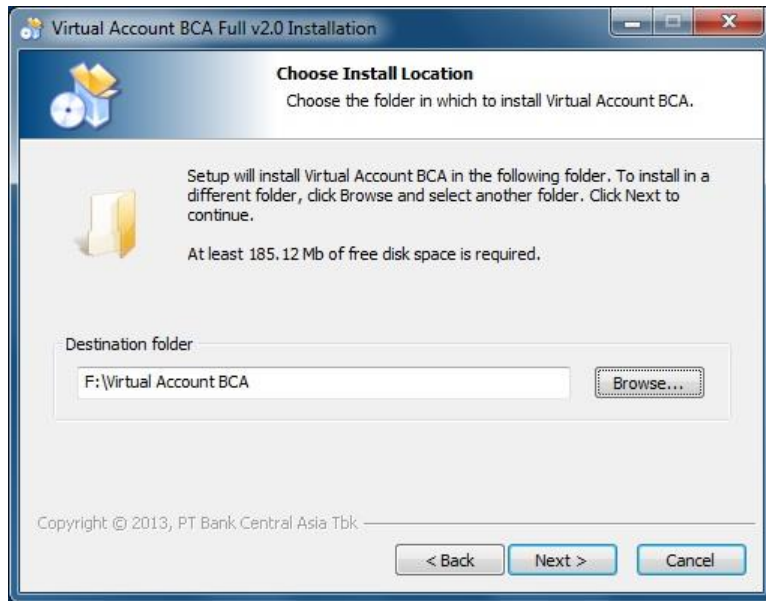 Virtual Account BCA Full v2.0 Installation
Choose Install Location
Choose the folder in which to install Virtual Account BCA.
Setup will install Virtual Account BCA in the following folder. To install in a
different folder, click Browse and select another folder. Click Next to
continue.
At least 185.12 Mb of free disk space is required.
Destination folder
F:\Virtual Account BCA
Browse...
Copyright © 2013, PT Bank Central Asia Tbk
< Back
Next >
Cancel